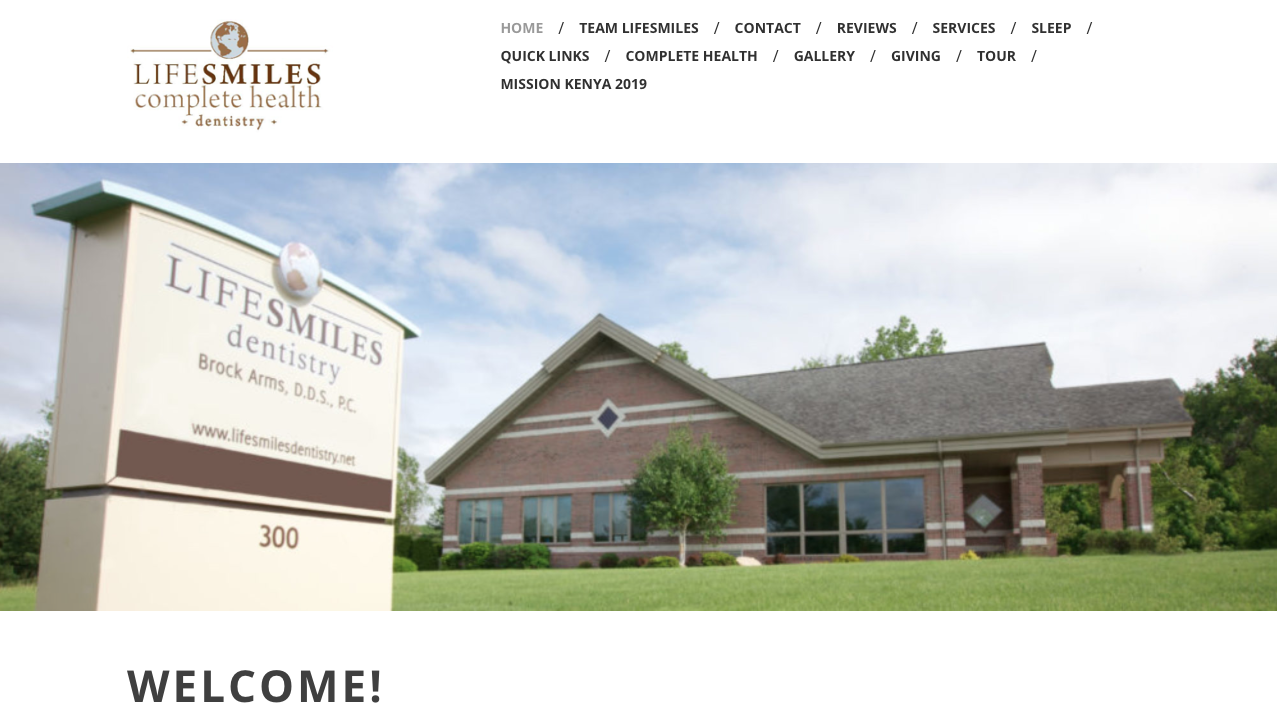 LIFESMILES
complete health
dentistry
HOME / TEAM LIFESMILES / CONTACT / REVIEWS / SERVICES / SLEEP /
QUICK LINKS / COMPLETE HEALTH / GALLERY / GIVING / TOUR /
MISSION KENYA 2019
LIFESMILES
dentistry
Brock Arms, D.D.S., P.C.
www.lifesmilesdentistry.net
300
WELCOME!